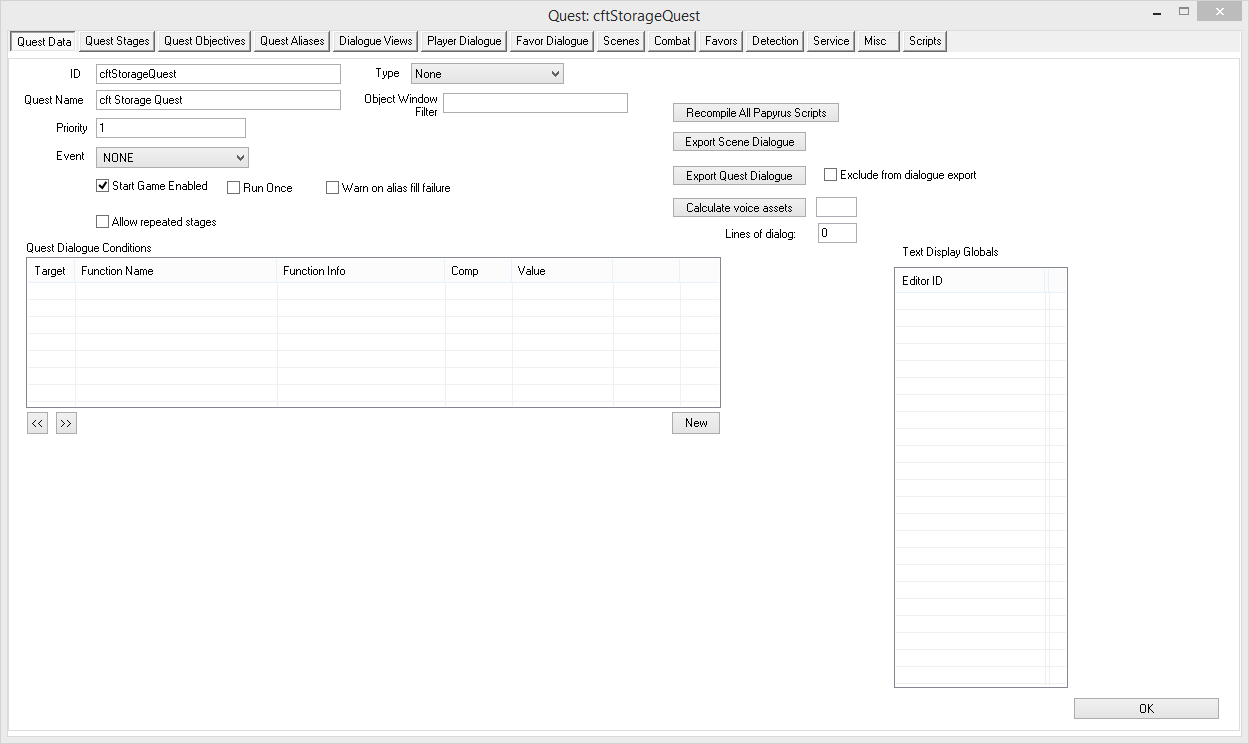 Quest: cftStorageQuest
Quest Data Quest Stages Quest Objectives Quest Aliases Dialogue Views Player Dialogue Favor Dialogue Scenes Combat Favors Detection Service Misc Scripts
ID cftStorageQuest Type None
Quest Name cft Storage Quest Object Window
Filter
Recompile All Papyrus Scripts
Priority 1
Export Scene Dialogue
Event NONE
Export Quest Dialogue Exclude from dialogue export
Start Game Enabled Run Once Warn on alias fill failure
Calculate voice assets
Allow repeated stages
Lines of dialog: 0
Quest Dialogue Conditions
Text Display Globals
Target Function Name Function Info Comp Value
Editor ID
<< >> New
OK